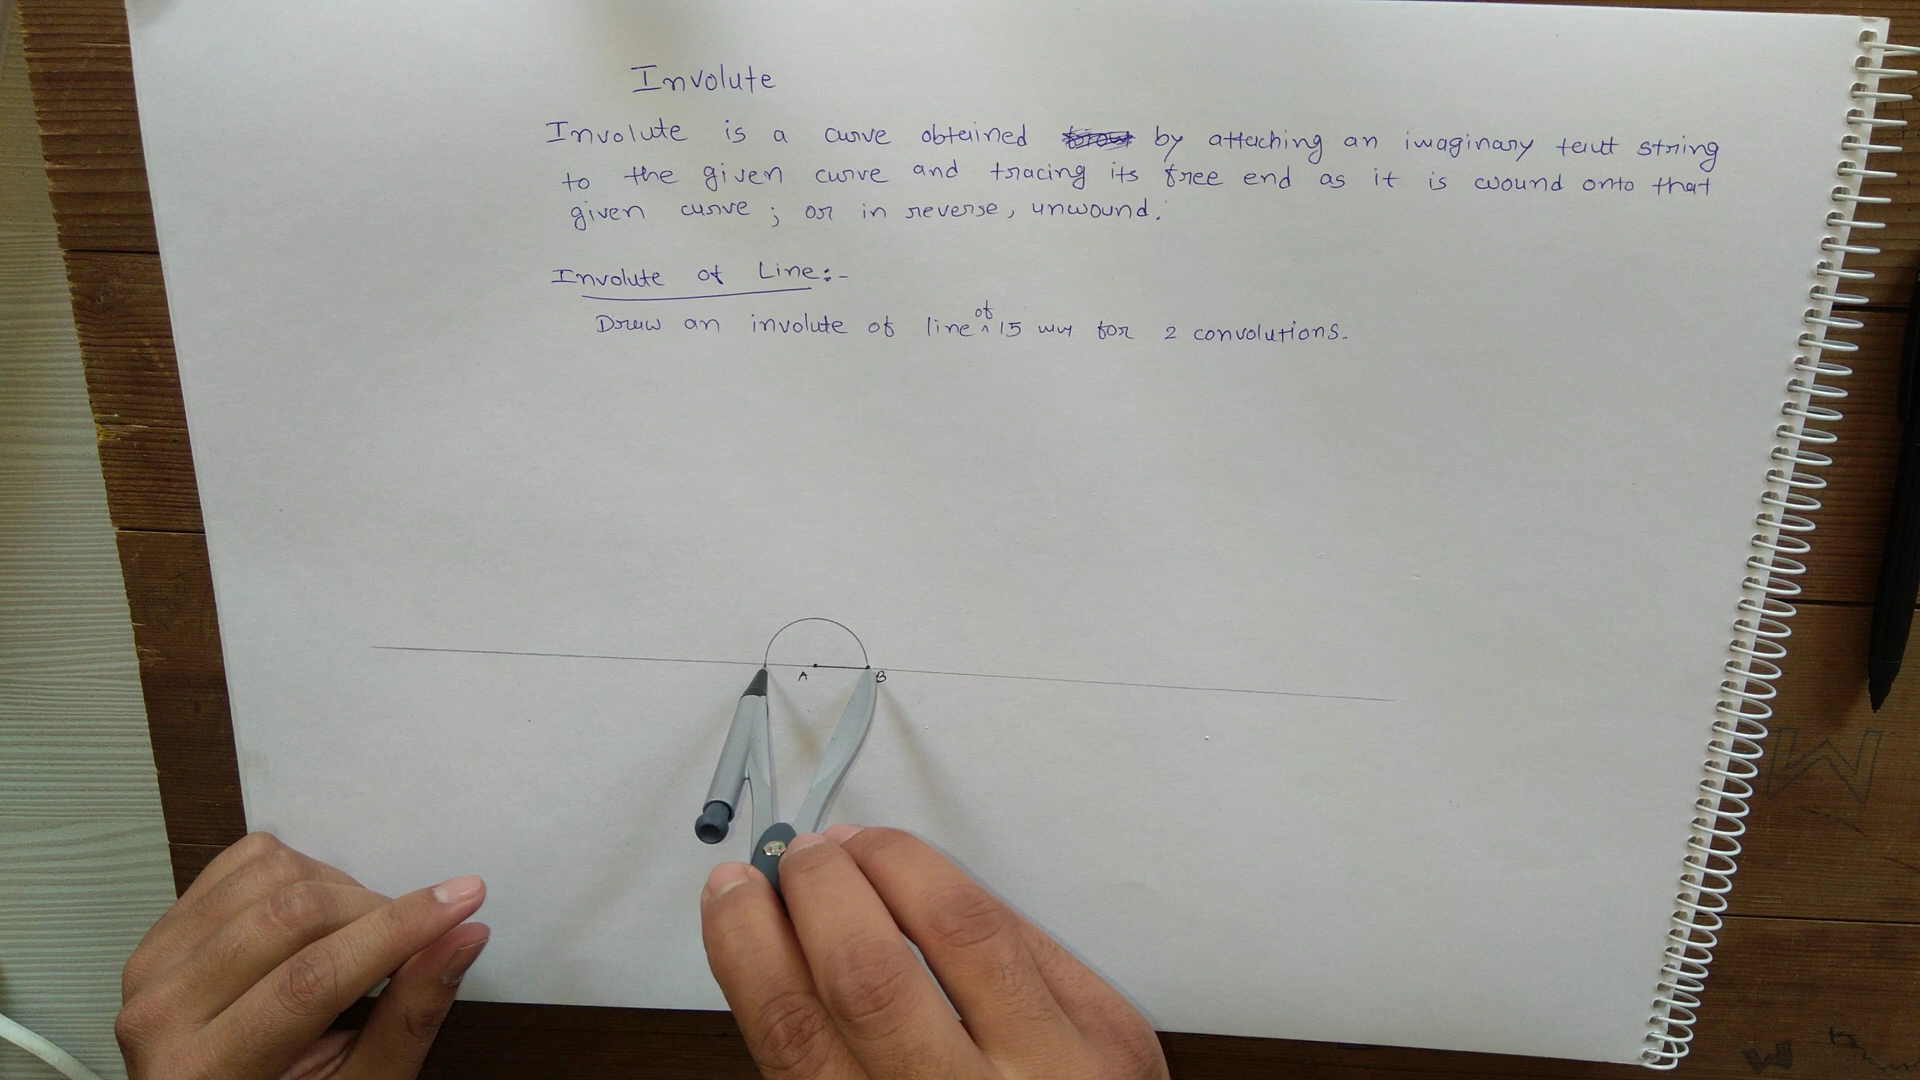 Involute
Involute is a curve obtained by attaching an imaginary taut string
to the given curve and tracing its free end as it is wound onto that
given curve; or in reverse, unwound.
Involute of Line:-
Draw an involute of line of 15 mm for 2 convolutions.
A B